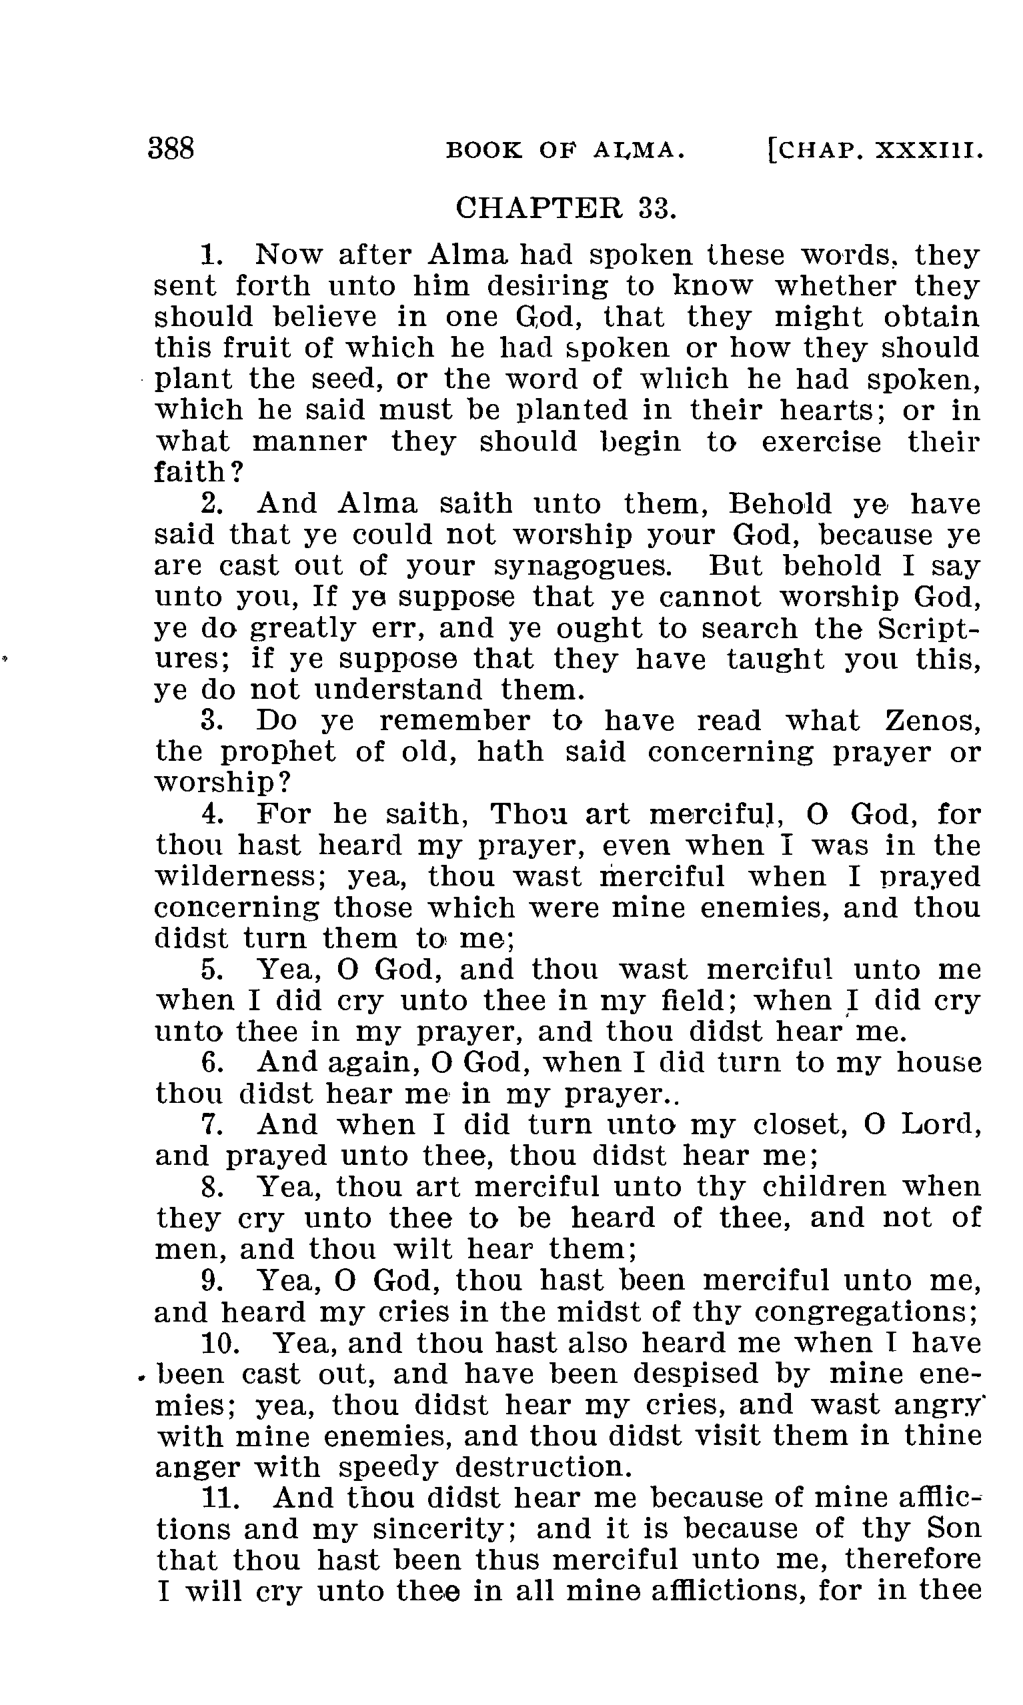 388 BOOK OF ALMA. [CHAP. XXXIII.
CHAPTER 33.
1. Now after Alma had spoken these words, they
sent forth unto him desiring to know whether they
should believe in one God, that they might obtain
this fruit of which he had spoken or how they should
plant the seed, or the word of which he had spoken,
which he said must be planted in their hearts; or in
what manner they should begin to exercise their
faith?
2. And Alma saith unto them, Behold ye have
said that ye could not worship your God, because ye
are cast out of your synagogues. But behold I say
unto you, If ye suppose that ye cannot worship God,
ye do greatly err, and ye ought to search the Script-
ures; if ye suppose that they have taught you this,
ye do not understand them.
3. Do ye remember to have read what Zenos,
the prophet of old, hath said concerning prayer or
worship?
4. For he saith, Thou art merciful, O God, for
thou hast heard my prayer, even when I was in the
wilderness; yea, thou wast merciful when I prayed
concerning those which were mine enemies, and thou
didst turn them to me;
5. Yea, O God, and thou wast merciful unto me
when I did cry unto thee in my field; when I did cry
unto thee in my prayer, and thou didst hear me.
6. And again, O God, when I did turn to my house
thou didst hear me in my prayer..
7. And when I did turn unto my closet, O Lord,
and prayed unto thee, thou didst hear me;
8. Yea, thou art merciful unto thy children when
they cry unto thee to be heard of thee, and not of
men, and thou wilt hear them;
9. Yea, O God, thou hast been merciful unto me,
and heard my cries in the midst of thy congregations;
10. Yea, and thou hast also heard me when I have
been cast out, and have been despised by mine ene-
mies; yea, thou didst hear my cries, and wast angry
with mine enemies, and thou didst visit them in thine
anger with speedy destruction.
11. And thou didst hear me because of mine afflic-
tions and my sincerity; and it is because of thy Son
that thou hast been thus merciful unto me, therefore
I will cry unto thee in all mine afflictions, for in thee